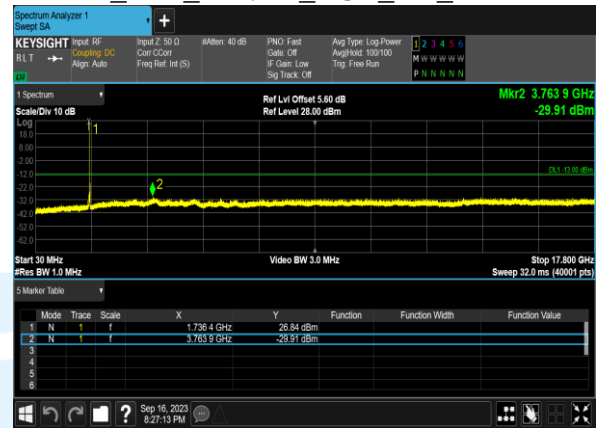 Spectrum Analyzer 1
Swept SA
KEYSIGHT
RLT
LV
Input: RF
Coupling: DC
Align: Auto
Input Z: 50 Ω
Corr CCorr
Freq Ref: Int (S)
#Atten: 40 dB
PNO: Fast
Gate: Off
IF Gain: Low
Sig Track: Off
Avg Type: Log-Power
Avg|Hold: 100/100
Trig: Free Run
1 2 3 4 5 6
M W W W W W
P N N N N N
1 Spectrum
Scale/Div 10 dB
Ref Lvl Offset 5.60 dB
Ref Level 28.00 dBm
Mkr2 3.763 9 GHz
-29.91 dBm
Log
18.0
8.00
-2.00
-12.0
-22.0
-32.0
-42.0
-52.0
-62.0
1
2
DL1 -13.00 dBm
Start 30 MHz
#Res BW 1.0 MHz
Video BW 3.0 MHz
Stop 17.800 GHz
Sweep 32.0 ms (40001 pts)
5 Marker Table
Mode Trace Scale X Y Function Function Width Function Value
1 N 1 f 1.736 4 GHz 26.84 dBm
2 N 1 f 3.763 9 GHz -29.91 dBm
3
4
5
6
?
Sep 16, 2023
8:27:13 PM